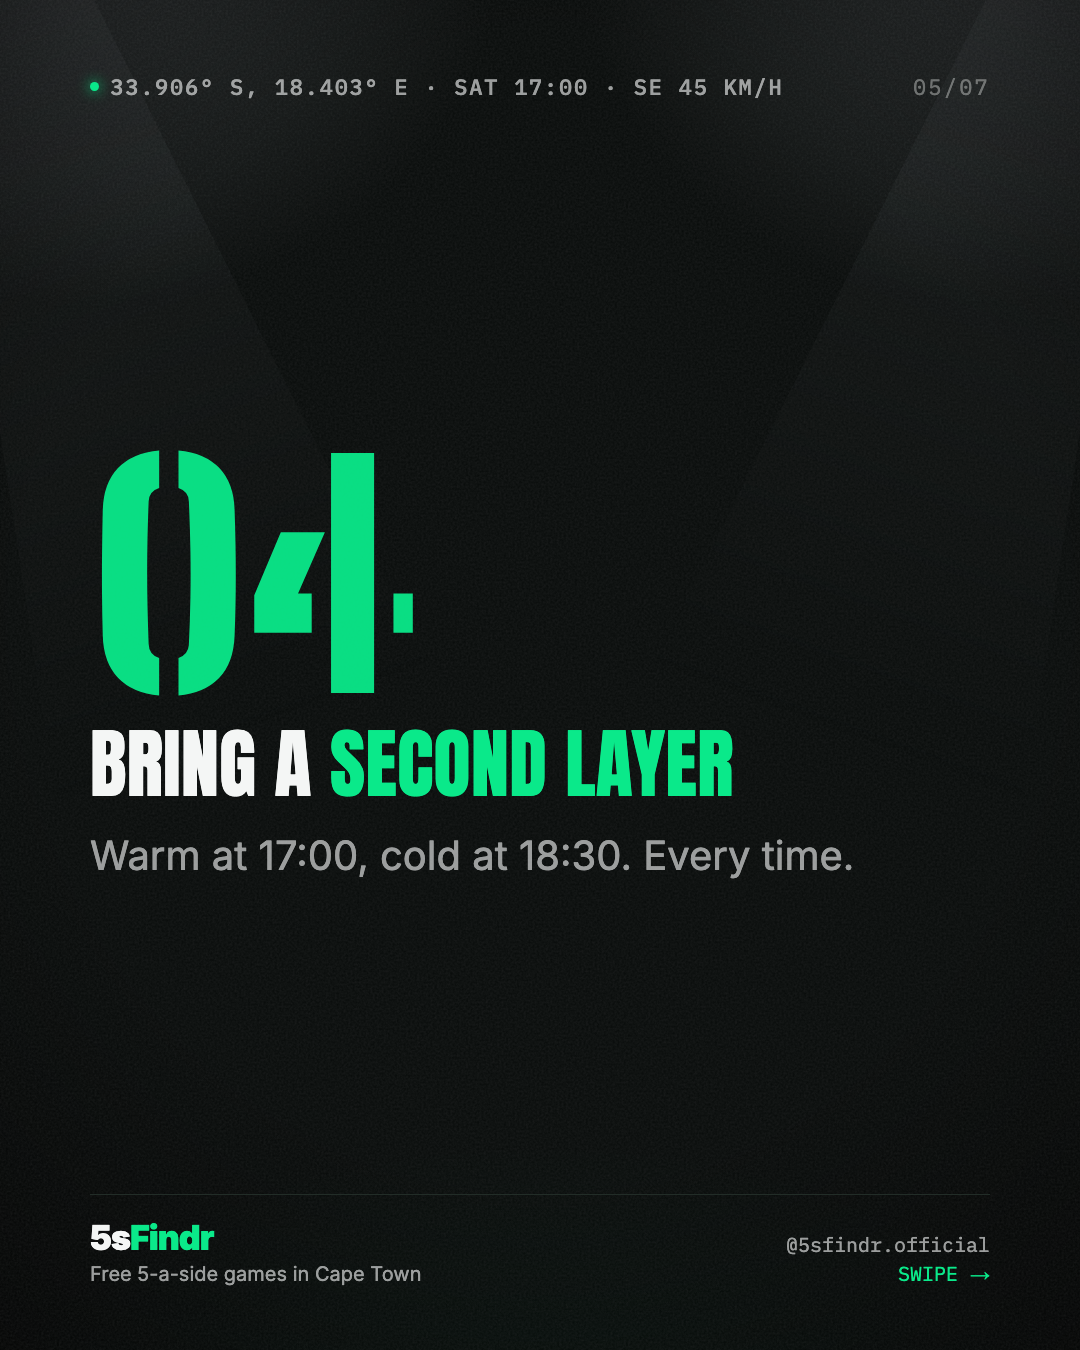 33.906° S, 18.403° E · SAT 17:00 · SE 45 KM/H
05/07
04.
BRING A SECOND LAYER
Warm at 17:00, cold at 18:30. Every time.
5sFindr
Free 5-a-side games in Cape Town
@5sfindr.official
SWIPE →